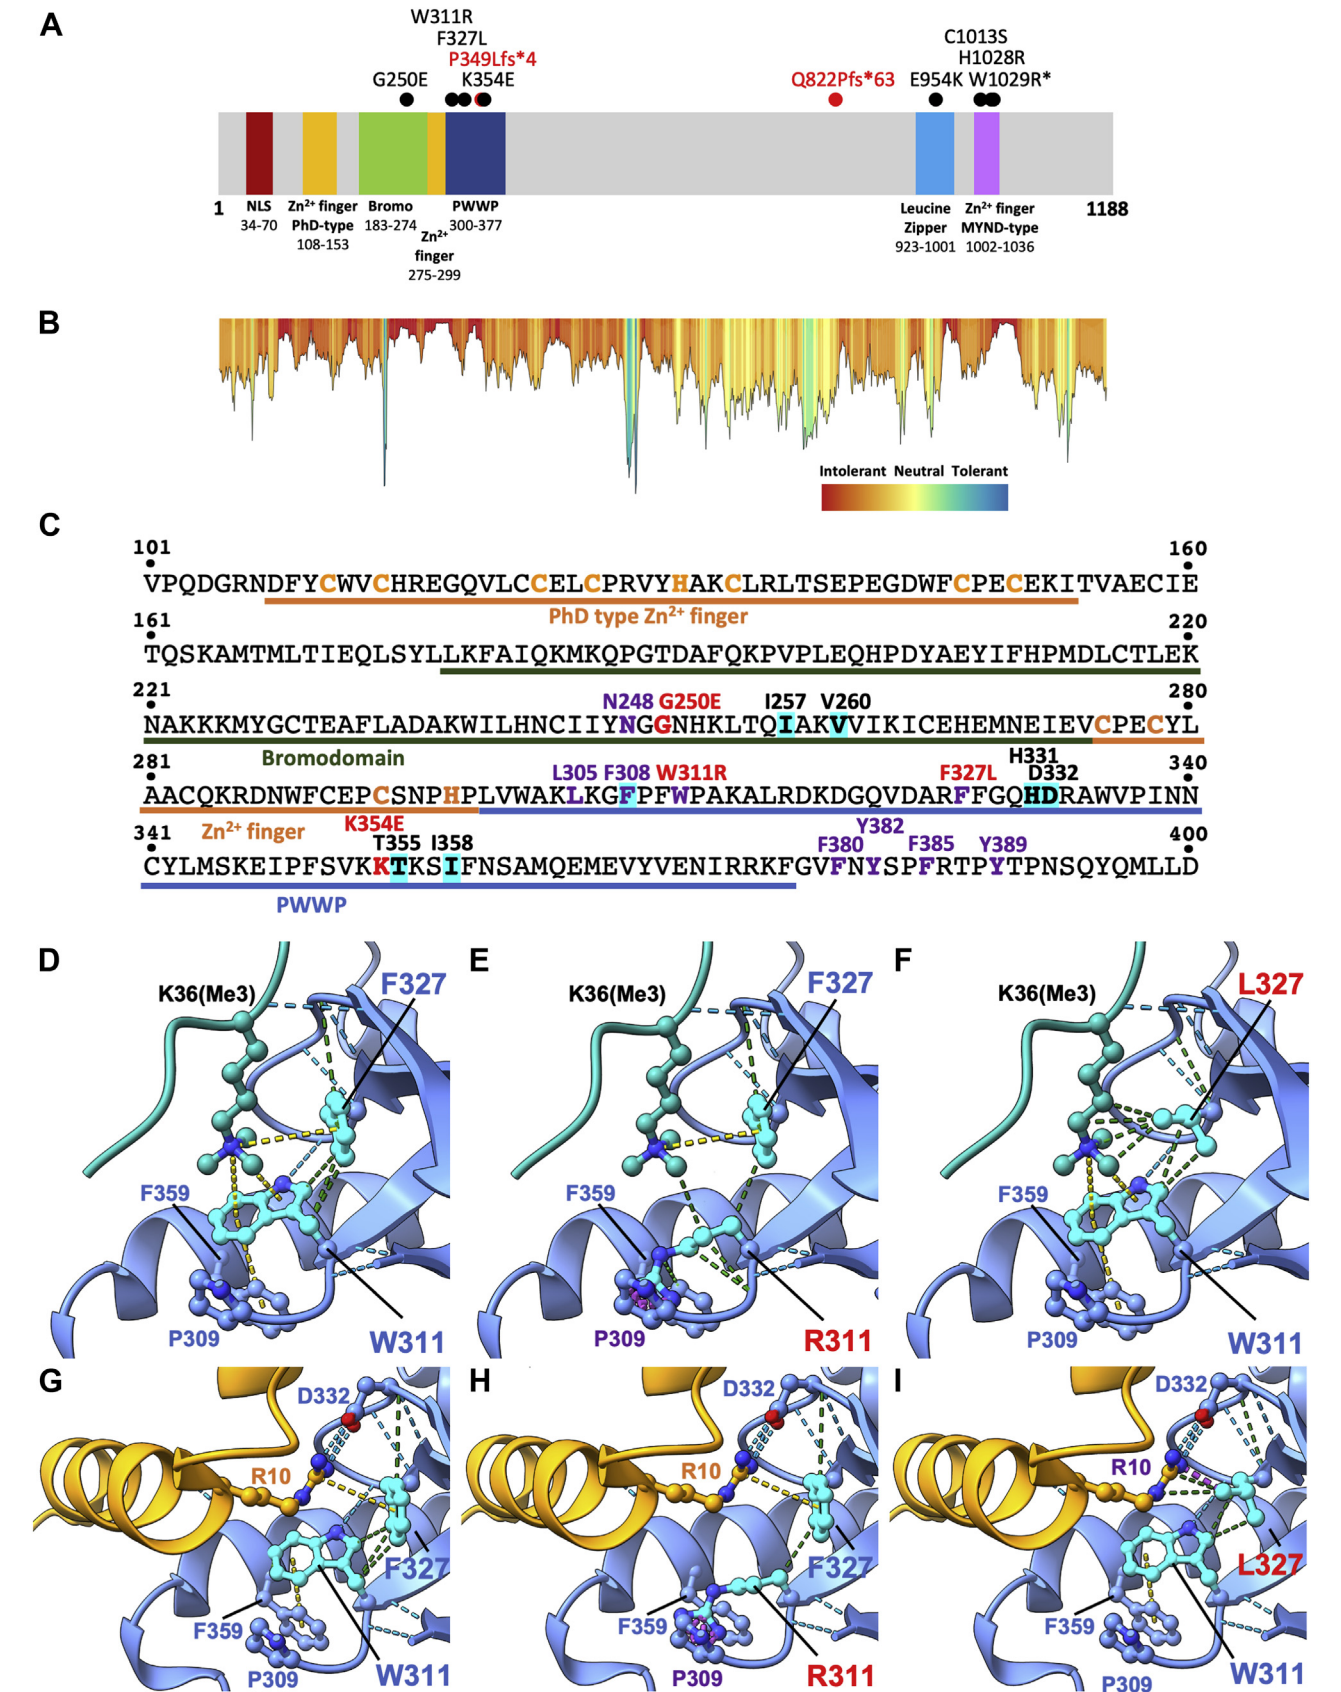 A
W311R
F327L
P349Lfs*4
G250E K354E
C1013S
H1028R
Q822Pfs*63 E954K W1029R*
1 NLS Zn2+ finger Bromo PWWP Leucine Zn2+ finger 1188
34-70 PhD-type 183-274 300-377 Zipper MYND-type
108-153 Zn2+ 923-1001 1002-1036
finger
275-299
B
Intolerant Neutral Tolerant
C
101 160
VPQDGRNDFYCWVCHREGQVLCCELCPRVYHAKCLRLTSEPEGDWFCPECEKITVAECIE
PhD type Zn2+ finger
161 220
TQSKAMTMLTIEQLSYLLKFAIQKMKQPGTDAFQKPVPLEQHPDYAEYIFHPMDLCTLEK
221 N248 G250E I257 V260 280
NAKKKMYGCTEAFLADAKWILHNCIIYNGGNHKLTQIAKVVIKICEHEMNEIEVCPECYL
Bromodomain H331
281 L305 F308 W311R F327L D332 340
AACQKRDNWFCEPCSNPHPLVWAKLKGFPFWPAKALRDKDGQVDARFFGQHDRAWVPINN
Zn2+ finger K354E Y382
341 T355 I358 F380 F385 Y389 400
CYLMSKEIPFSVKKTKSIFNSAMQEMEVYVENIRRKFGVFNYSPFRTPYTPNSQYQMLLD
PWWP
D
K36(Me3)
F327
F359
P309
W311
E
K36(Me3)
F327
F359
P309
R311
F
K36(Me3)
L327
F359
P309
W311
G
D332
R10
F327
F359
P309
W311
H
D332
R10
F327
F359
P309
R311
I
D332
R10
L327
F359
P309
W311